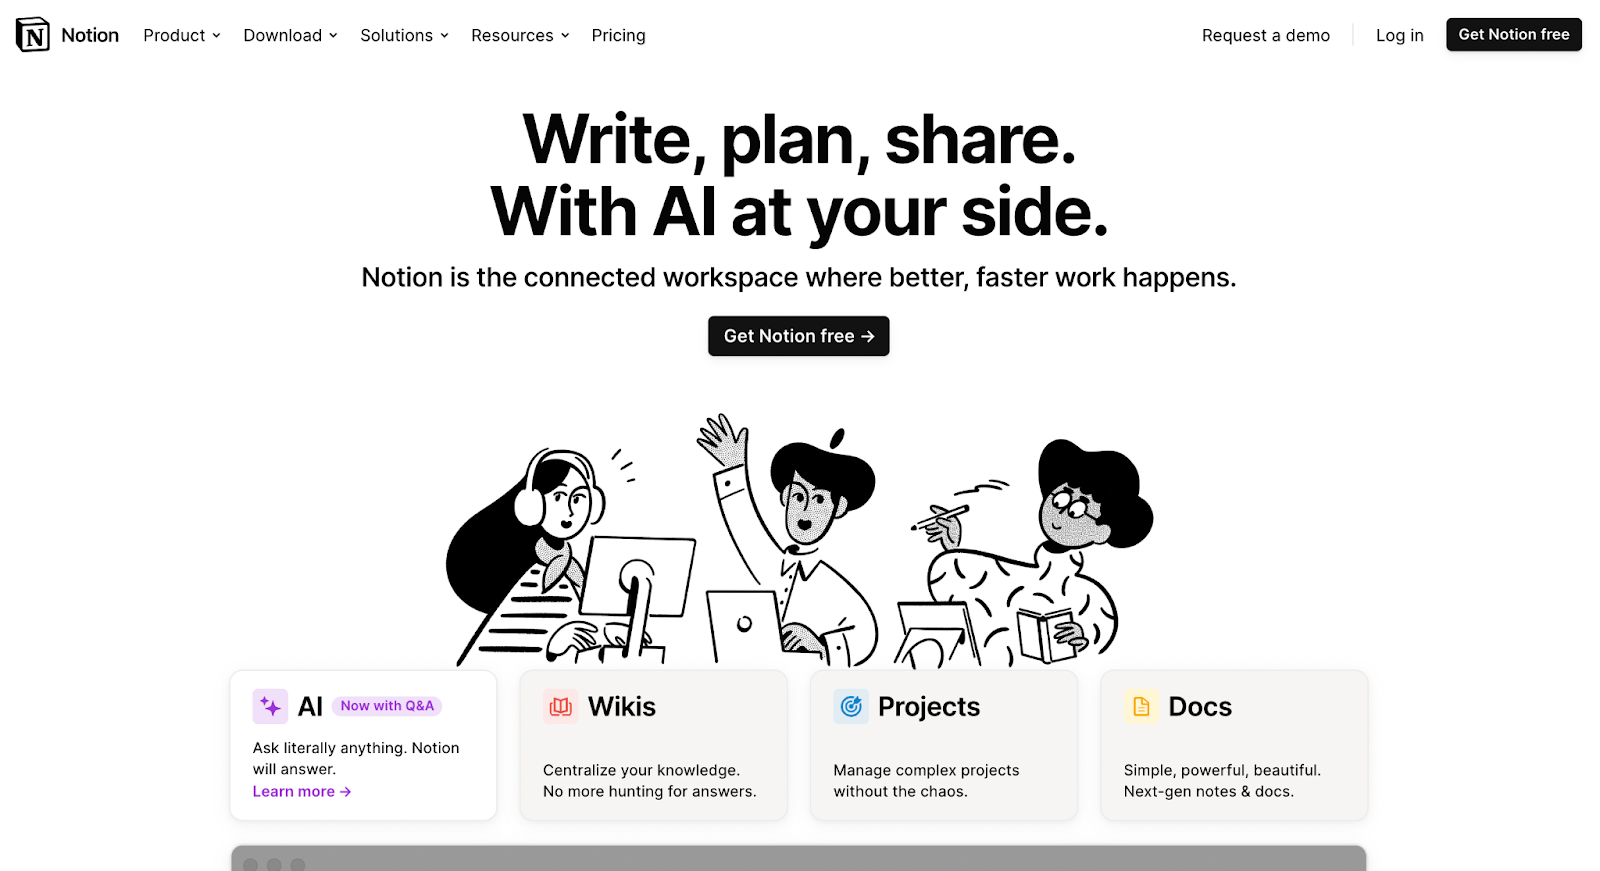 Notion
Product
Download
Solutions
Resources
Pricing
Request a demo
Log in
Get Notion free
Write, plan, share.
With AI at your side.
Notion is the connected workspace where better, faster work happens.
Get Notion free →
AI
Now with Q&A
Ask literally anything. Notion
will answer.
Learn more →
Wikis
Centralize your knowledge.
No more hunting for answers.
Projects
Manage complex projects
without the chaos.
Docs
Simple, powerful, beautiful.
Next-gen notes & docs.